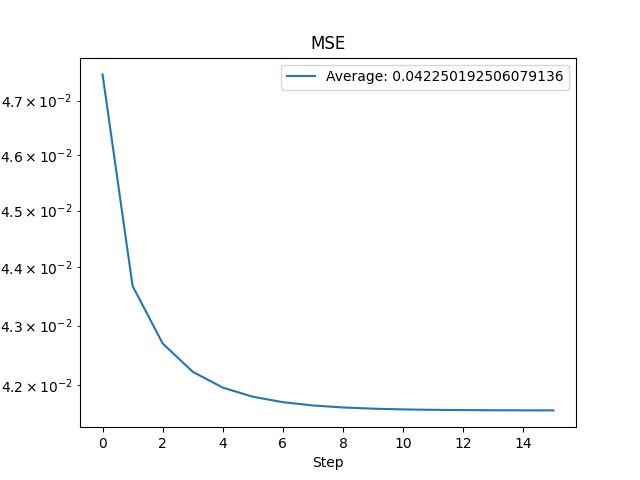 MSE
Average: 0.042250192506079136
4.7 × 10⁻²
4.6 × 10⁻²
4.5 × 10⁻²
4.4 × 10⁻²
4.3 × 10⁻²
4.2 × 10⁻²
0 2 4 6 8 10 12 14
Step